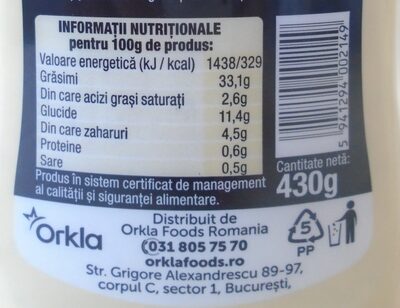 INFORMAȚII NUTRIȚIONALE
pentru 100g de produs:
Valoare energetică (kJ / kcal) 1438/329
Grăsimi 33,1g
Din care acizi grași saturați 2,6g
Glucide 11,4g
Din care zaharuri 4,5g
Proteine 0,6g
Sare 0,5g
Produs în sistem certificat de management
al calității și siguranței alimentare.
5 941294 002149
Cantitate netă:
430g
Orkla
Distribuit de
Orkla Foods Romania
031 805 75 70
orklafoods.ro
Str. Grigore Alexandrescu 89-97,
corpul C, sector 1, București,
5
PP